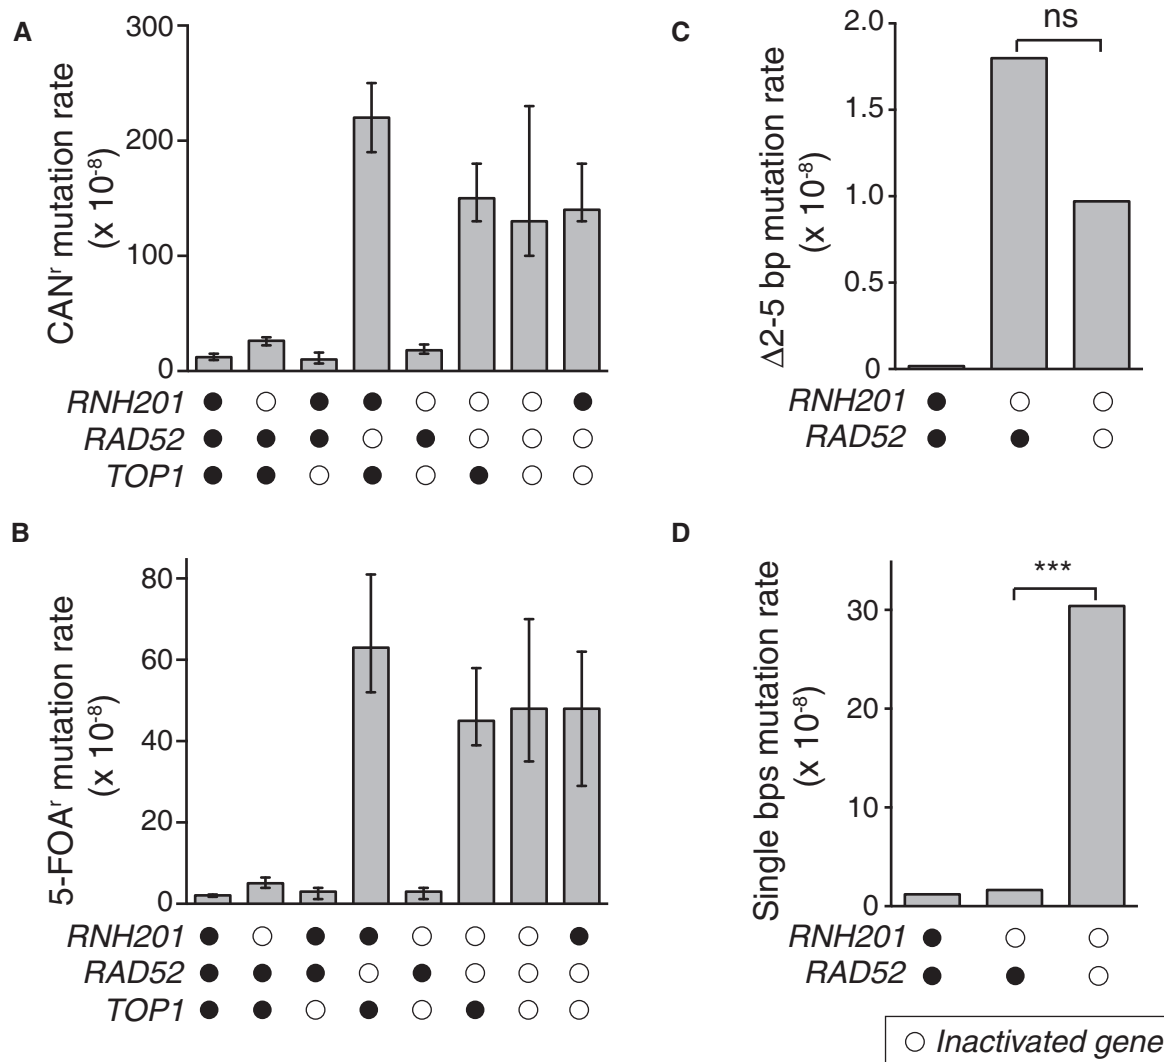 A
CANʳ mutation rate
(x 10⁻⁸)
300
200
100
0
RNH201
RAD52
TOP1
B
5-FOAʳ mutation rate
(x 10⁻⁸)
80
60
40
20
0
RNH201
RAD52
TOP1
C
Δ2-5 bp mutation rate
(x 10⁻⁸)
2.0
1.5
1.0
0.5
0
ns
RNH201
RAD52
D
Single bps mutation rate
(x 10⁻⁸)
30
20
10
0
***
RNH201
RAD52
Inactivated gene